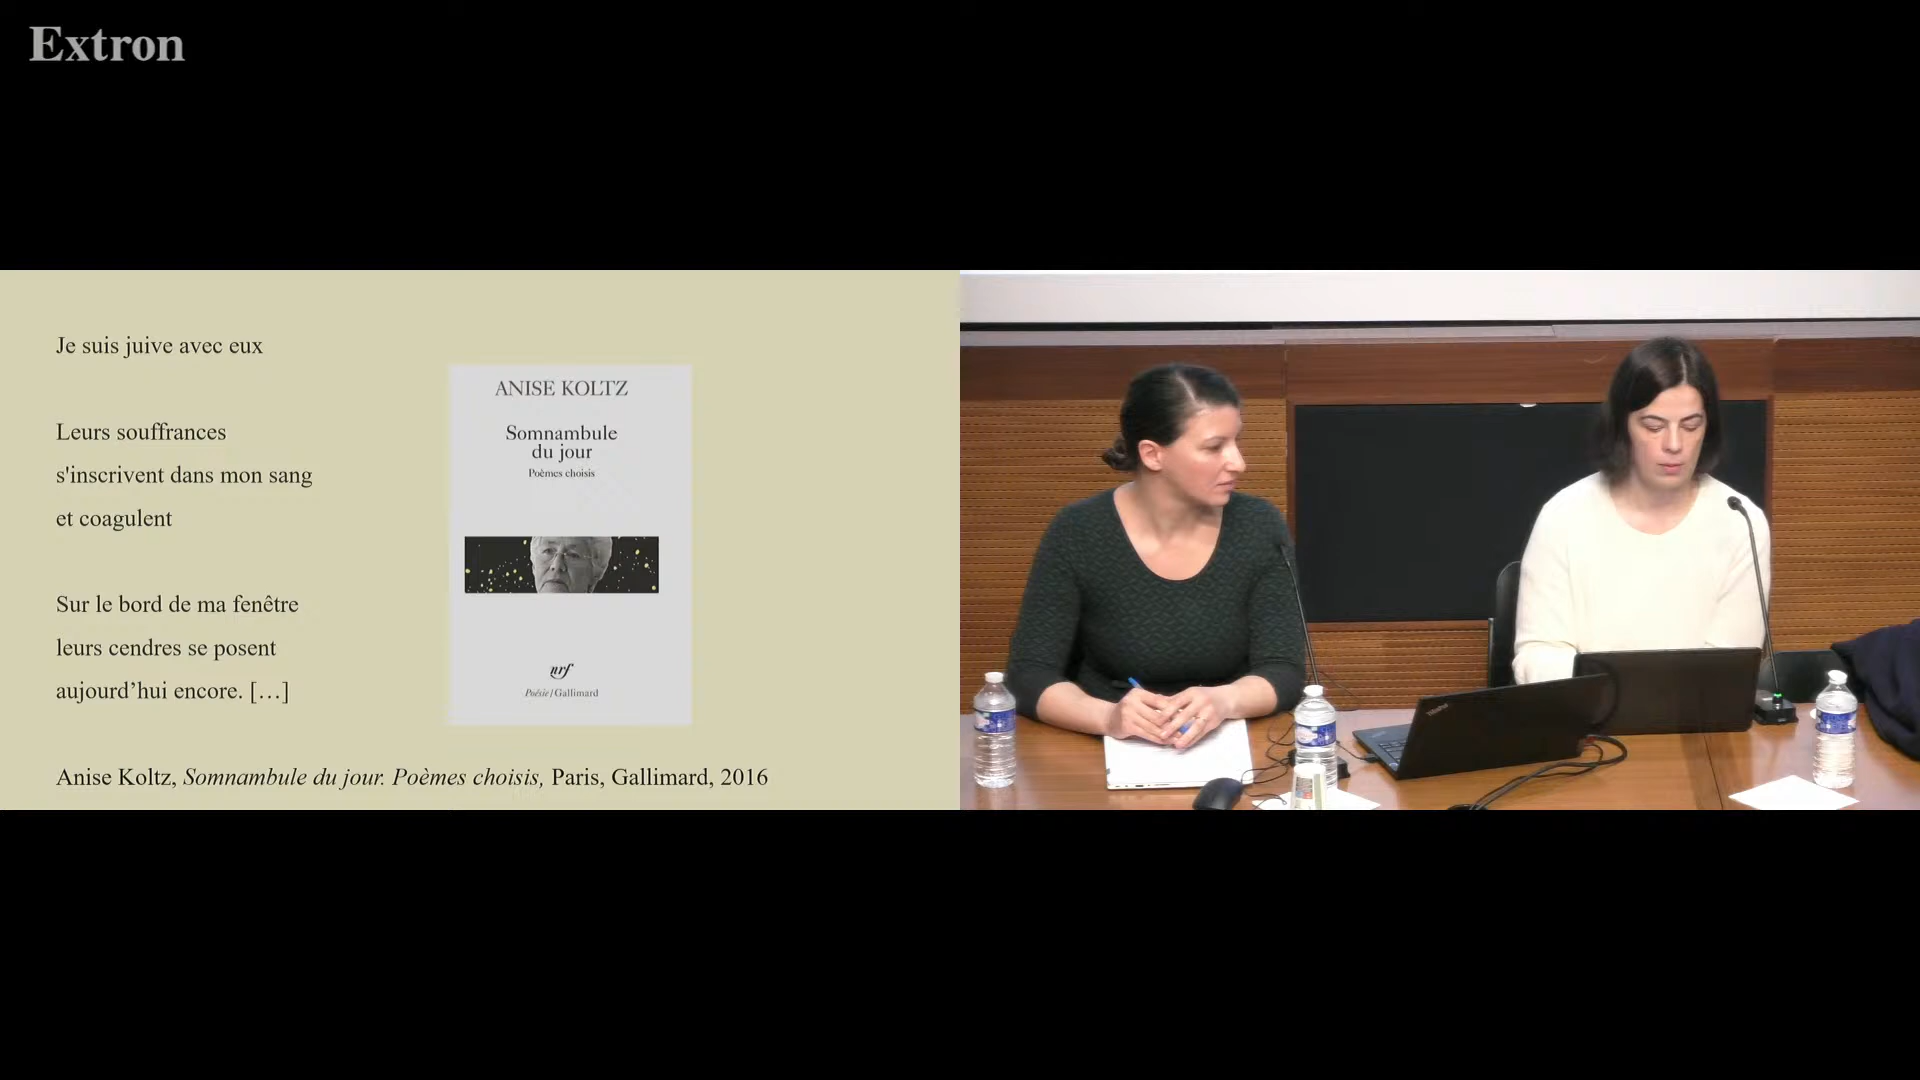 Extron
Je suis juive avec eux
Leurs souffrances
s'inscrivent dans mon sang
et coagulent
Sur le bord de ma fenêtre
leurs cendres se posent
aujourd’hui encore. […]
Anise Koltz, Somnambule du jour. Poèmes choisis, Paris, Gallimard, 2016
ANISE KOLTZ
Somnambule
du jour
Poèmes choisis
nrf
Poésie / Gallimard